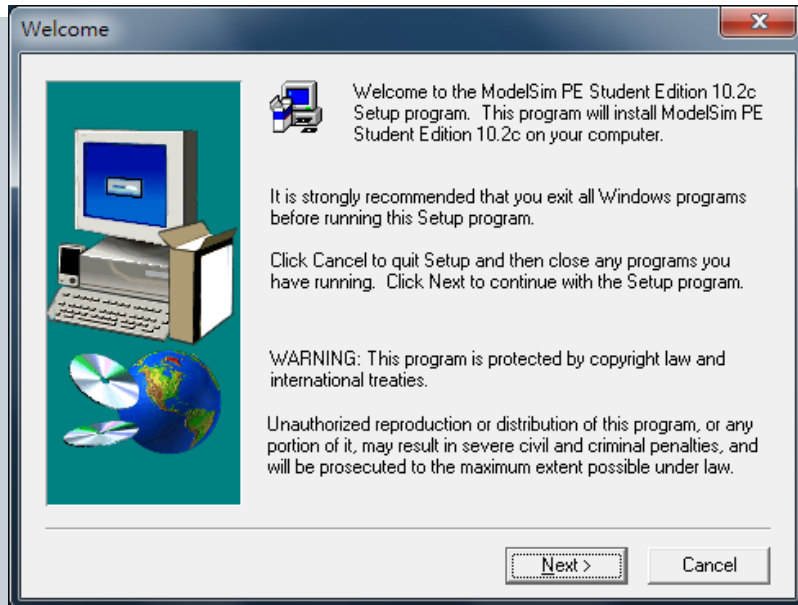 Welcome
Welcome to the ModelSim PE Student Edition 10.2c
Setup program.  This program will install ModelSim PE
Student Edition 10.2c on your computer.
It is strongly recommended that you exit all Windows programs
before running this Setup program.
Click Cancel to quit Setup and then close any programs you
have running.  Click Next to continue with the Setup program.
WARNING: This program is protected by copyright law and
international treaties.
Unauthorized reproduction or distribution of this program, or any
portion of it, may result in severe civil and criminal penalties, and
will be prosecuted to the maximum extent possible under law.
Next >
Cancel